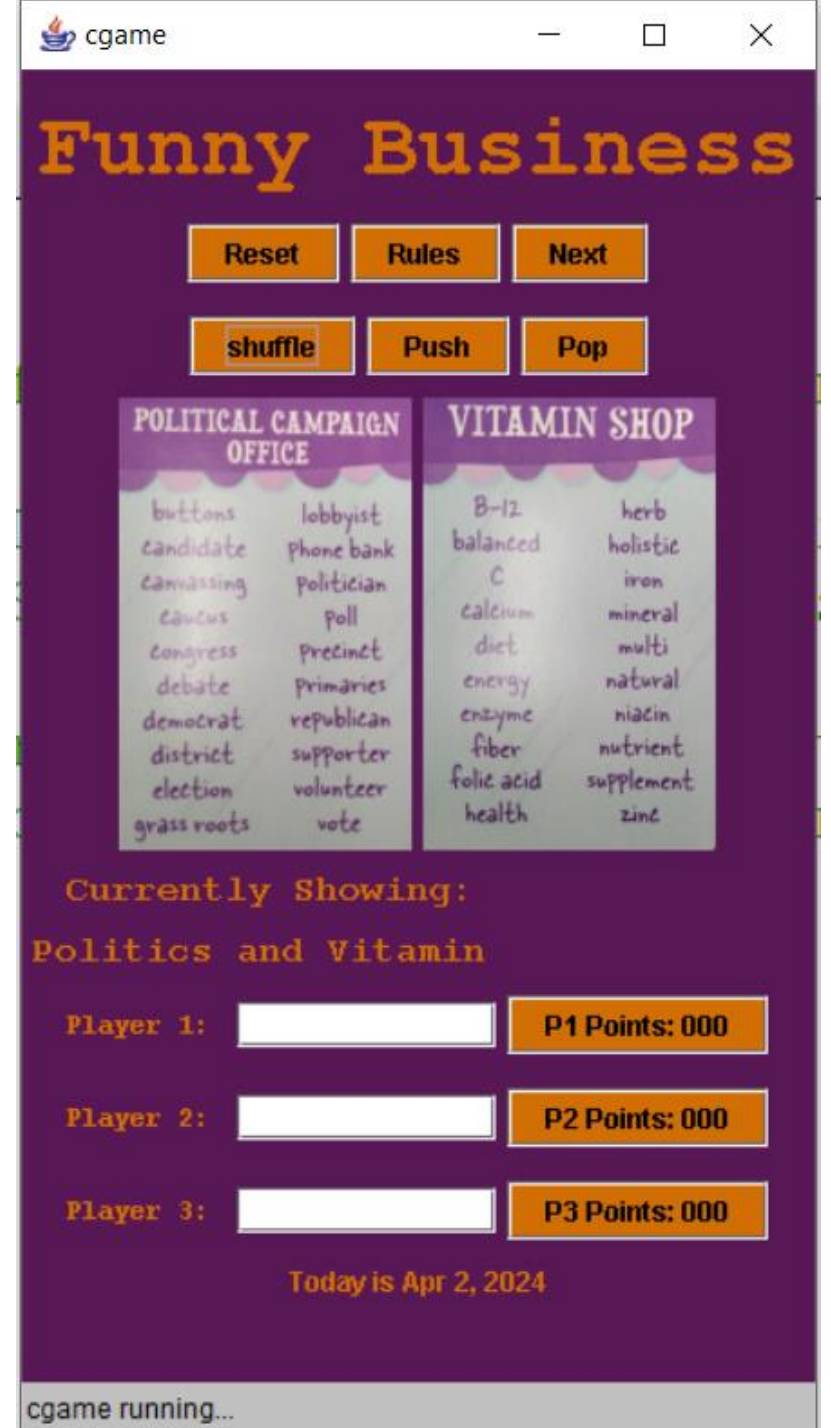 cgame
Funny Business
Reset Rules Next
shuffle Push Pop
POLITICAL CAMPAIGN
OFFICE
buttons lobbyist
candidate phone bank
canvassing politician
caucus poll
congress precinct
debate primaries
democrat republican
district supporter
election volunteer
grass roots vote
VITAMIN SHOP
B-12 herb
balanced holistic
C iron
calcium mineral
diet multi
energy natural
enzyme niacin
fiber nutrient
folic acid supplement
health zinc
Currently Showing:
Politics and Vitamin
Player 1: P1 Points: 000
Player 2: P2 Points: 000
Player 3: P3 Points: 000
Today is Apr 2, 2024
cgame running...